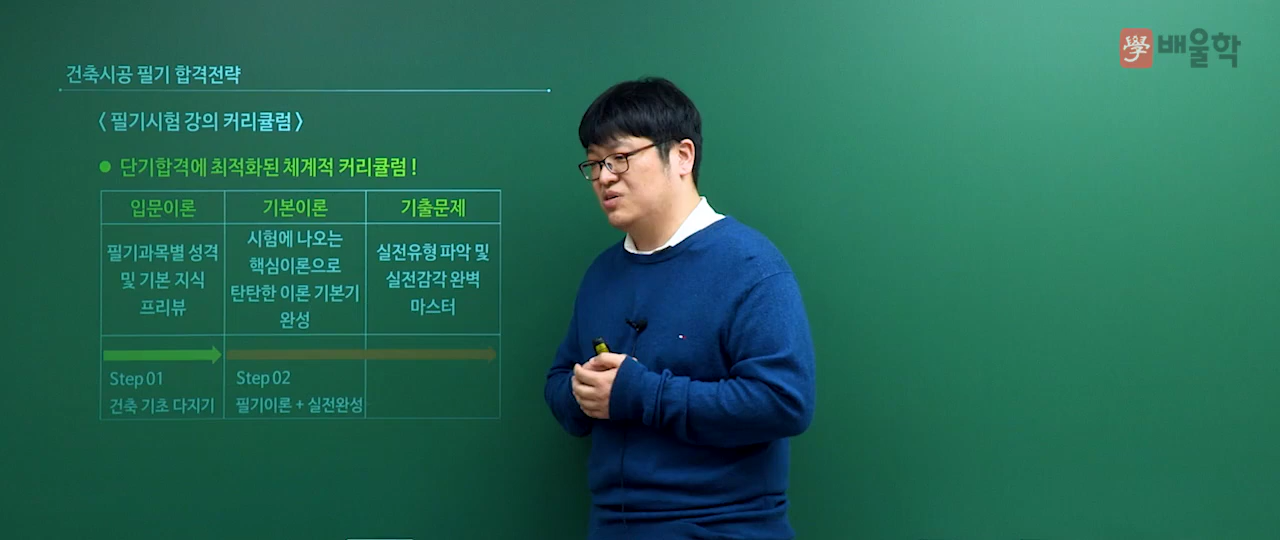 學 배울학
건축시공 필기 합격전략
< 필기시험 강의 커리큘럼 >
● 단기합격에 최적화된 체계적 커리큘럼 !
입문이론
기본이론
기출문제
필기과목별 성격
및 기본 지식
프리뷰
시험에 나오는
핵심이론으로
탄탄한 이론 기본기
완성
실전유형 파악 및
실전감각 완벽
마스터
Step 01
건축 기초 다지기
Step 02
필기이론 + 실전완성